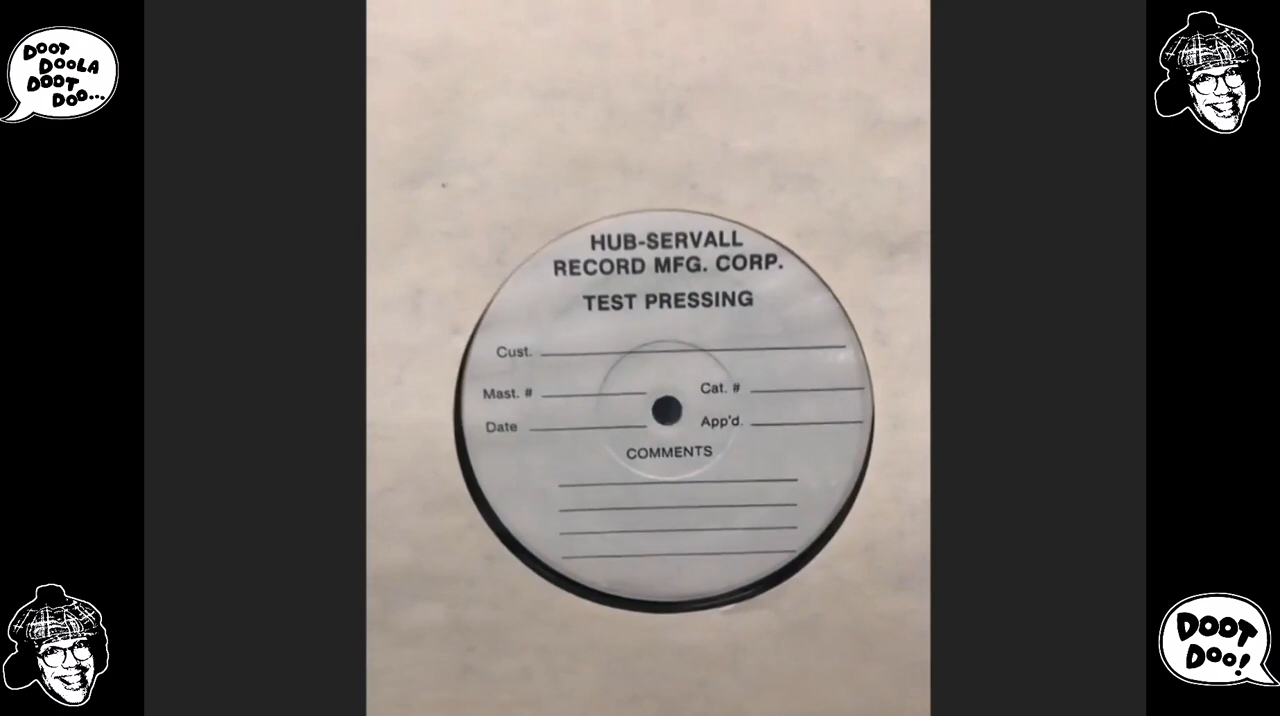 DOOT
DOOLA
DOOT
DOO...
HUB-SERVALL
RECORD MFG. CORP.
TEST PRESSING
Cust.
Mast. # Cat. #
Date App'd.
COMMENTS
DOOT
DOO!